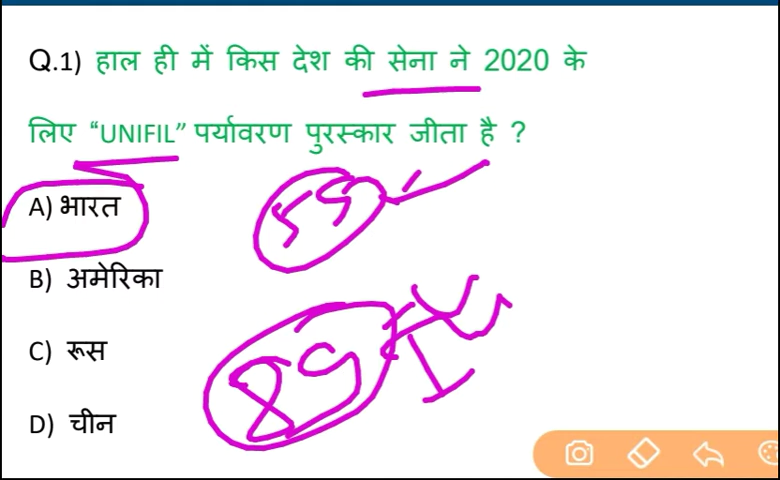 Q.1) हाल ही में किस देश की सेना ने 2020 के
लिए “UNIFIL” पर्यावरण पुरस्कार जीता है ?
A) भारत
B) अमेरिका
C) रूस
D) चीन